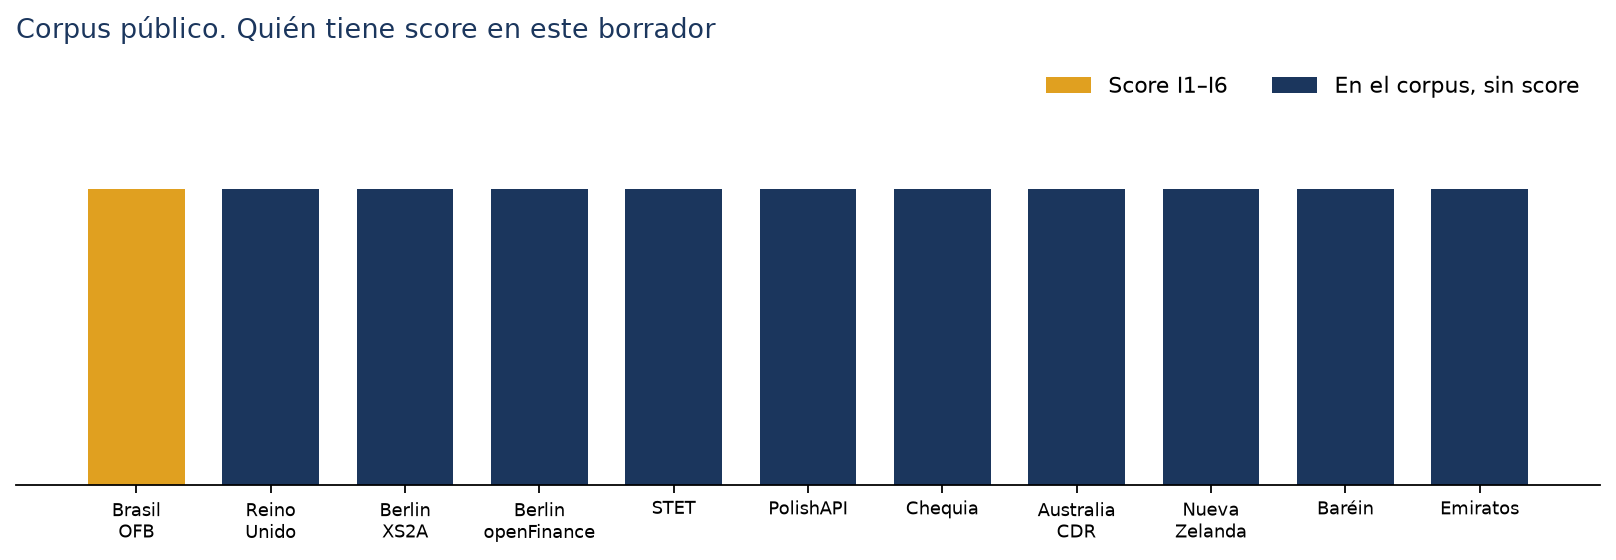 Corpus público. Quién tiene score en este borrador
Score I1–I6
En el corpus, sin score
Brasil
OFB
Reino
Unido
Berlin
XS2A
Berlin
openFinance
STET
PolishAPI
Chequia
Australia
CDR
Nueva
Zelanda
Baréin
Emiratos